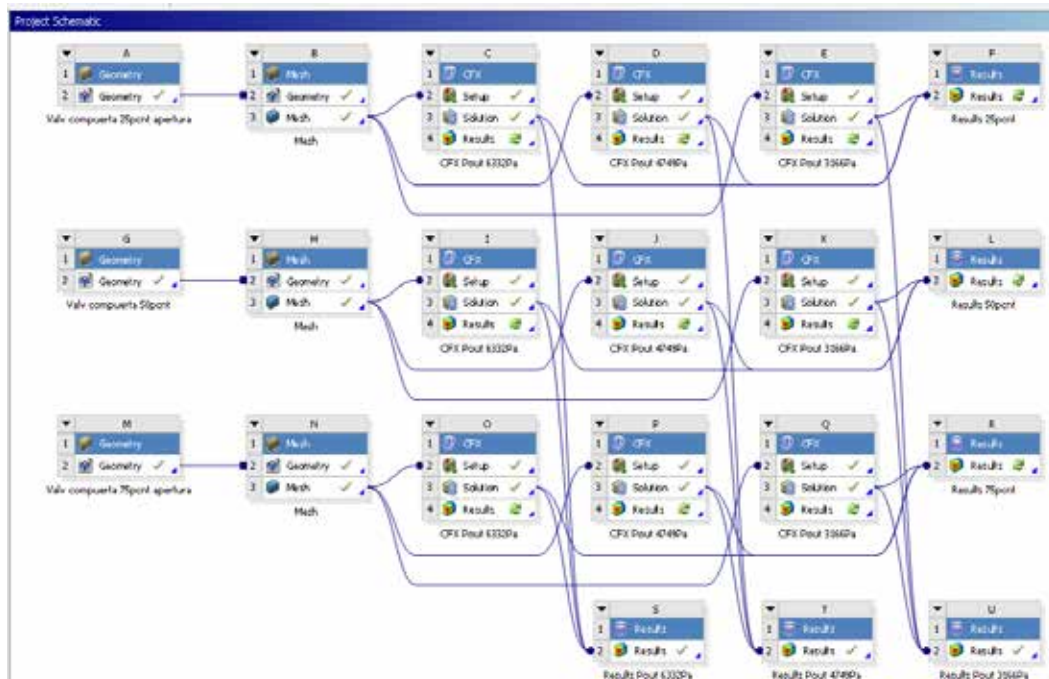 Project Schematic
A B C D E F
1 Geometry 1 Mesh 1 CFX 1 CFX 1 CFX 1 Results
2 Geometry 2 Geometry 2 Setup 2 Setup 2 Setup 2 Results
Valv compuerta 25pcnt apertura 3 Mesh 3 Solution 3 Solution 3 Solution Results 25pcnt
Mesh 4 Results 4 Results 4 Results
CFX Pout 6332Pa CFX Pout 4749Pa CFX Pout 3166Pa
G H I J K L
1 Geometry 1 Mesh 1 CFX 1 CFX 1 CFX 1 Results
2 Geometry 2 Geometry 2 Setup 2 Setup 2 Setup 2 Results
Valv compuerta 50pcnt 3 Mesh 3 Solution 3 Solution 3 Solution Results 50pcnt
Mesh 4 Results 4 Results 4 Results
CFX Pout 6332Pa CFX Pout 4749Pa CFX Pout 3166Pa
M N O P Q R
1 Geometry 1 Mesh 1 CFX 1 CFX 1 CFX 1 Results
2 Geometry 2 Geometry 2 Setup 2 Setup 2 Setup 2 Results
Valv compuerta 75pcnt apertura 3 Mesh 3 Solution 3 Solution 3 Solution Results 75pcnt
Mesh 4 Results 4 Results 4 Results
CFX Pout 6332Pa CFX Pout 4749Pa CFX Pout 3166Pa
S T U
1 Results 1 Results 1 Results
2 Results 2 Results 2 Results
Results Pout 6332Pa Results Pout 4749Pa Results Pout 3166Pa